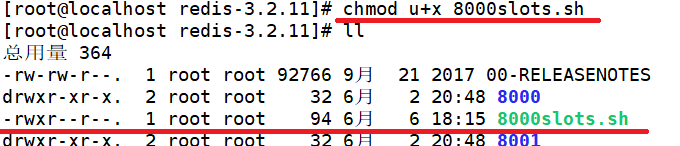 [root@localhost redis-3.2.11]# chmod u+x 8000slots.sh
[root@localhost redis-3.2.11]# ll
总用量 364
-rw-rw-r--. 1 root root 92766 9月 21 2017 00-RELEASENOTES
drwxr-xr-x. 2 root root 32 6月 2 20:48 8000
-rwxr--r--. 1 root root 94 6月 6 18:15 8000slots.sh
drwxr-xr-x. 2 root root 32 6月 2 20:48 8001